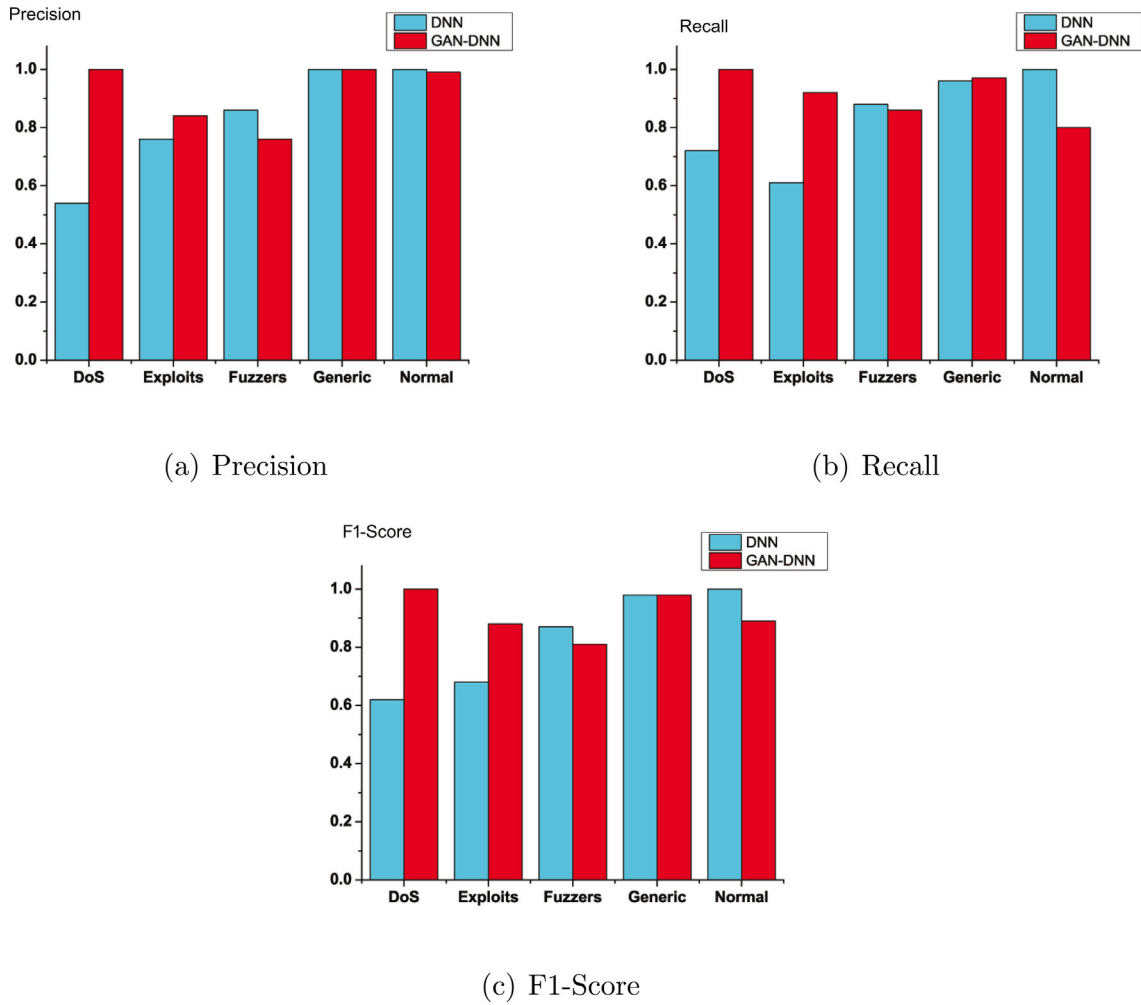 Precision
DNN
GAN-DNN
1.0
0.8
0.6
0.4
0.2
0.0
DoS Exploits Fuzzers Generic Normal
(a) Precision
Recall
DNN
GAN-DNN
1.0
0.8
0.6
0.4
0.2
0.0
DoS Exploits Fuzzers Generic Normal
(b) Recall
F1-Score
DNN
GAN-DNN
1.0
0.8
0.6
0.4
0.2
0.0
DoS Exploits Fuzzers Generic Normal
(c) F1-Score